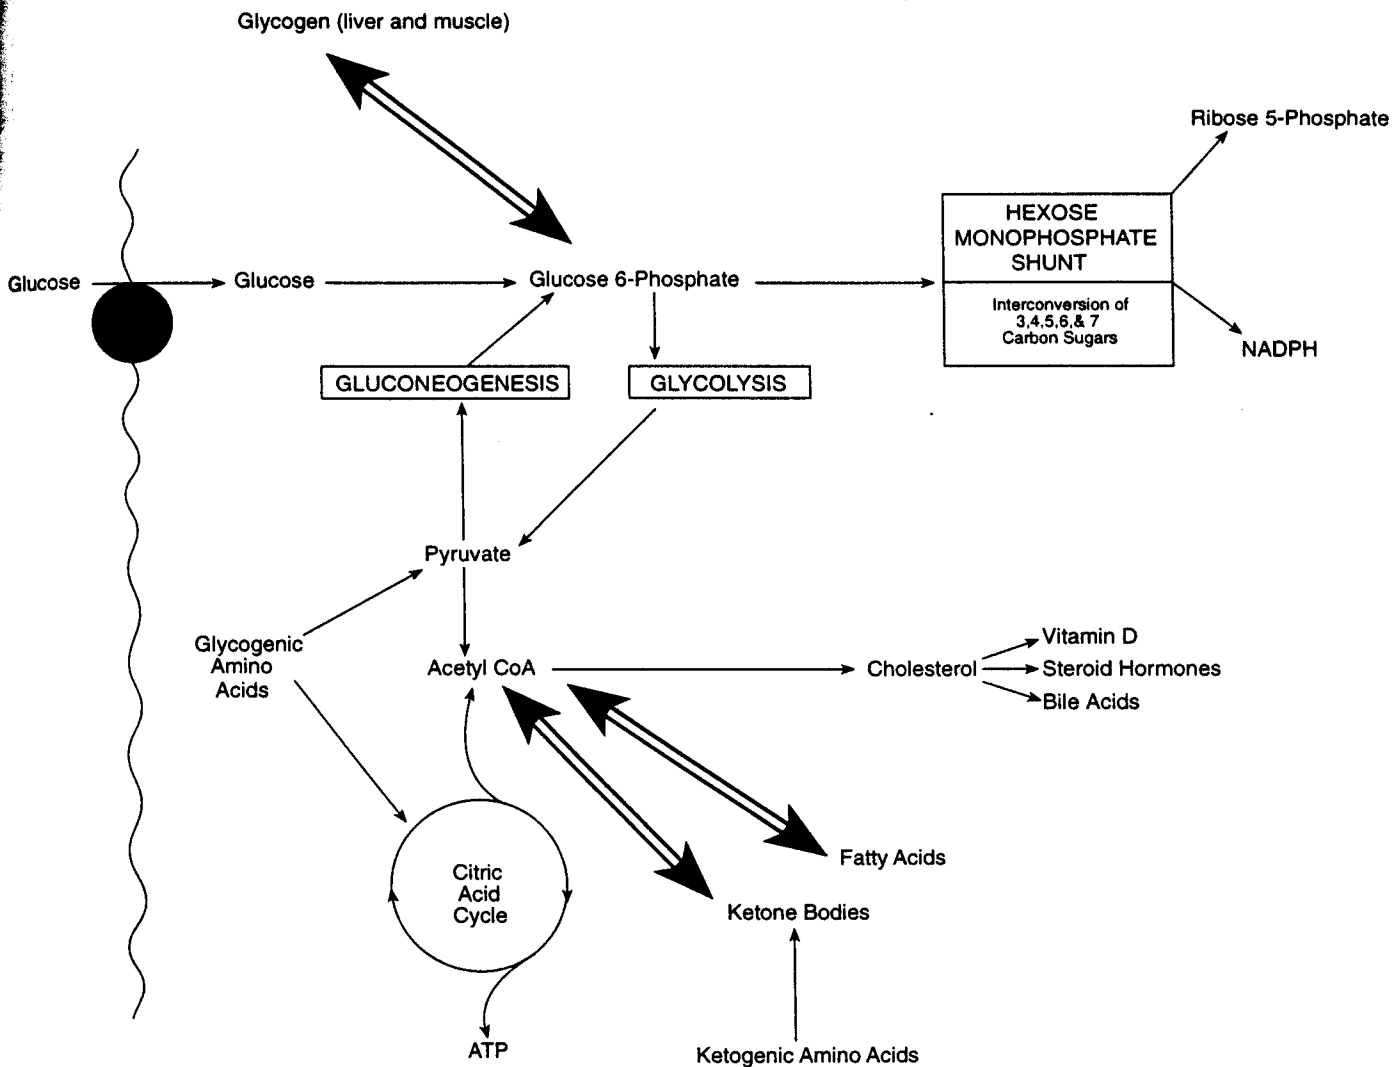 Glycogen (liver and muscle)
Ribose 5-Phosphate
HEXOSE
MONOPHOSPHATE
SHUNT
Glucose
Glucose
Glucose 6-Phosphate
Interconversion of
3,4,5,6,& 7
Carbon Sugars
NADPH
GLUCONEOGENESIS
GLYCOLYSIS
Pyruvate
Glycogenic
Amino
Acids
Acetyl CoA
Cholesterol
Vitamin D
Steroid Hormones
Bile Acids
Fatty Acids
Citric
Acid
Cycle
Ketone Bodies
ATP
Ketogenic Amino Acids